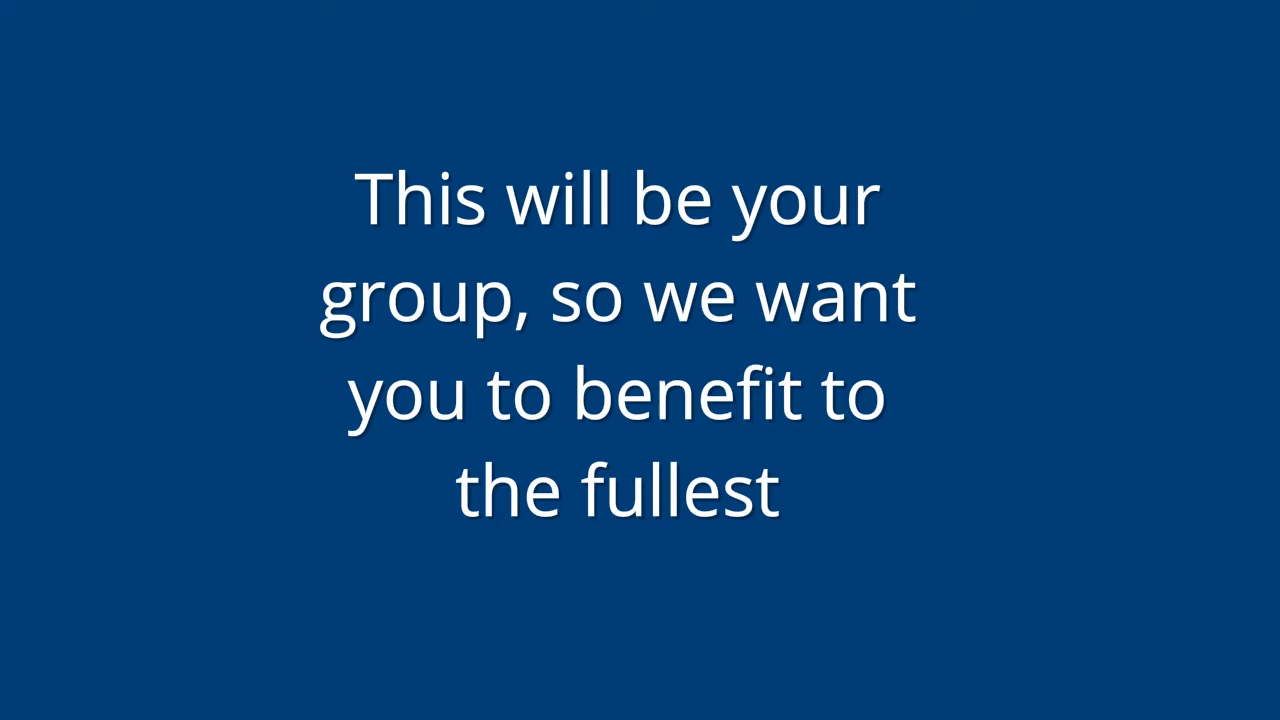 This will be your
group, so we want
you to benefit to
the fullest